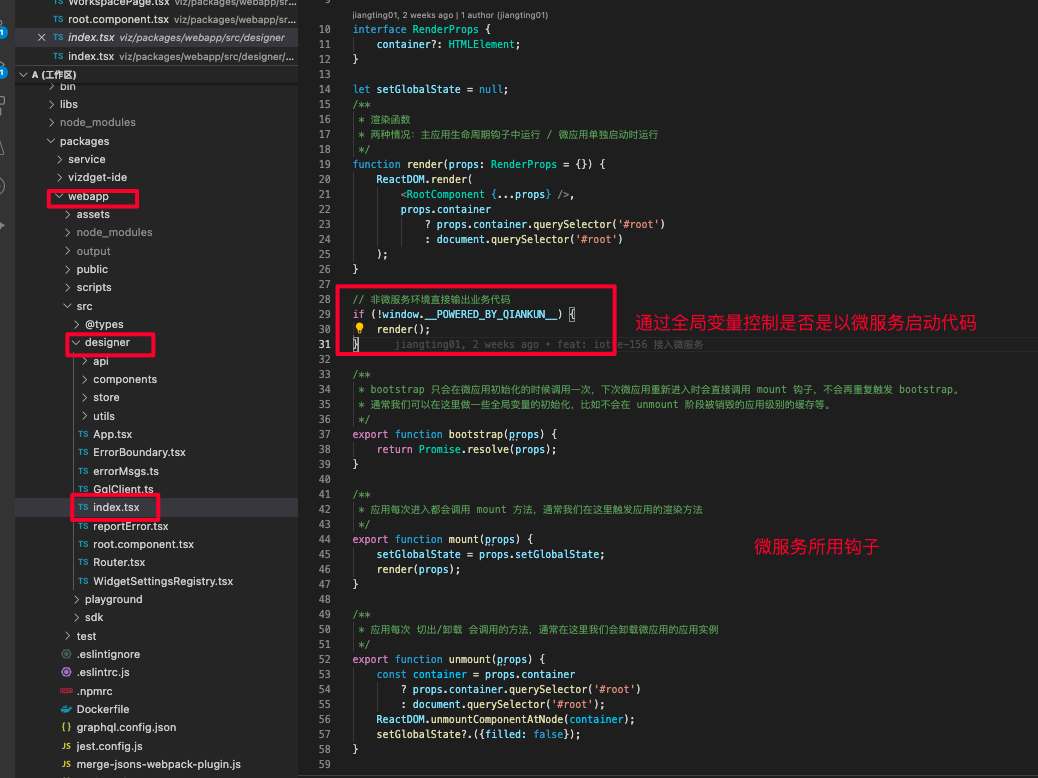 WorkspacePage.tsx viz/packages/webapp/sr...
root.component.tsx viz/packages/webapp/sr...
index.tsx viz/packages/webapp/src/designer
index.tsx viz/packages/webapp/src/designer/...
A (工作区)
bin
libs
node_modules
packages
service
vizdget-ide
webapp
assets
node_modules
output
public
scripts
src
@types
designer
api
components
store
utils
App.tsx
ErrorBoundary.tsx
errorMsgs.ts
GqlClient.ts
index.tsx
reportError.tsx
root.component.tsx
Router.tsx
WidgetSettingsRegistry.tsx
playground
sdk
test
.eslintignore
.eslintrc.js
.npmrc
Dockerfile
graphql.config.json
jest.config.js
merge-jsons-webpack-plugin.js
jiangting01, 2 weeks ago | 1 author (jiangting01)
10 interface RenderProps {
11 container?: HTMLElement;
12 }
13
14 let setGlobalState = null;
15 /**
16 * 渲染函数
17 * 两种情况: 主应用生命周期钩子中运行 / 微应用单独启动时运行
18 */
19 function render(props: RenderProps = {}) {
20 ReactDOM.render(
21 <RootComponent {...props} />,
22 props.container
23 ? props.container.querySelector('#root')
24 : document.querySelector('#root')
25 );
26 }
27
28 // 非微服务环境直接输出业务代码
29 if (!window.__POWERED_BY_QIANKUN__) {
30 render();
31 } jiangting01, 2 weeks ago • feat: iotte-156 接入微服务
通过全局变量控制是否是以微服务启动代码
32
33 /**
34 * bootstrap 只会在微应用初始化的时候调用一次，下次微应用重新进入时会直接调用 mount 钩子，不会再重复触发 bootstrap。
35 * 通常我们可以在这里做一些全局变量的初始化，比如不会在 unmount 阶段被销毁的应用级别的缓存等。
36 */
37 export function bootstrap(props) {
38 return Promise.resolve(props);
39 }
40
41 /**
42 * 应用每次进入都会调用 mount 方法，通常我们在这里触发应用的渲染方法
43 */
44 export function mount(props) {
45 setGlobalState = props.setGlobalState;
46 render(props);
47 }
微服务所用钩子
48
49 /**
50 * 应用每次 切出/卸载 会调用的方法，通常在这里我们会卸载微应用的应用实例
51 */
52 export function unmount(props) {
53 const container = props.container
54 ? props.container.querySelector('#root')
55 : document.querySelector('#root');
56 ReactDOM.unmountComponentAtNode(container);
57 setGlobalState?.({filled: false});
58 }
59